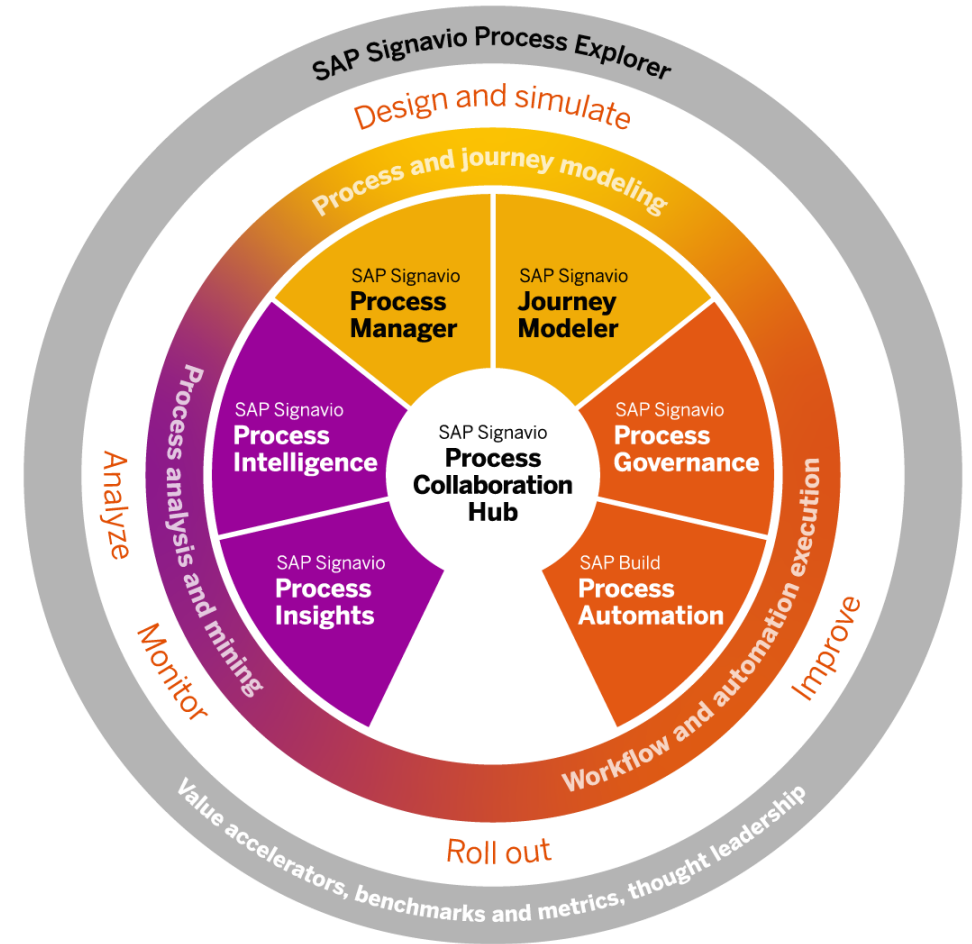 SAP Signavio Process Explorer
Design and simulate
Process and journey modeling
SAP Signavio
Process
Manager
SAP Signavio
Journey
Modeler
SAP Signavio
Process
Intelligence
SAP Signavio
Process
Collaboration
Hub
SAP Signavio
Process
Governance
SAP Signavio
Process
Insights
SAP Build
Process
Automation
Process analysis and mining
Workflow and automation execution
Analyze
Monitor
Improve
Roll out
Value accelerators, benchmarks and metrics, thought leadership